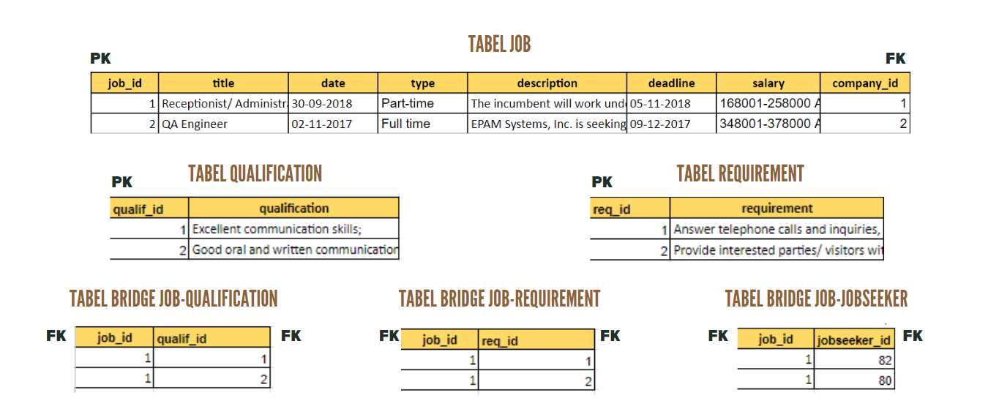 TABEL JOB
PK FK
job_id title date type description deadline salary company_id
1 Receptionist/ Administr 30-09-2018 Part-time The incumbent will work und 05-11-2018 168001-258000 A 1
2 QA Engineer 02-11-2017 Full time EPAM Systems, Inc. is seeking 09-12-2017 348001-378000 A 2
PK TABEL QUALIFICATION
qualif_id qualification
1 Excellent communication skills;
2 Good oral and written communication
PK TABEL REQUIREMENT
req_id requirement
1 Answer telephone calls and inquiries,
2 Provide interested parties/ visitors wit
TABEL BRIDGE JOB-QUALIFICATION
FK job_id qualif_id FK
1 1
1 2
TABEL BRIDGE JOB-REQUIREMENT
FK job_id req_id FK
1 1
1 2
TABEL BRIDGE JOB-JOBSEEKER
FK job_id jobseeker_id FK
1 82
1 80